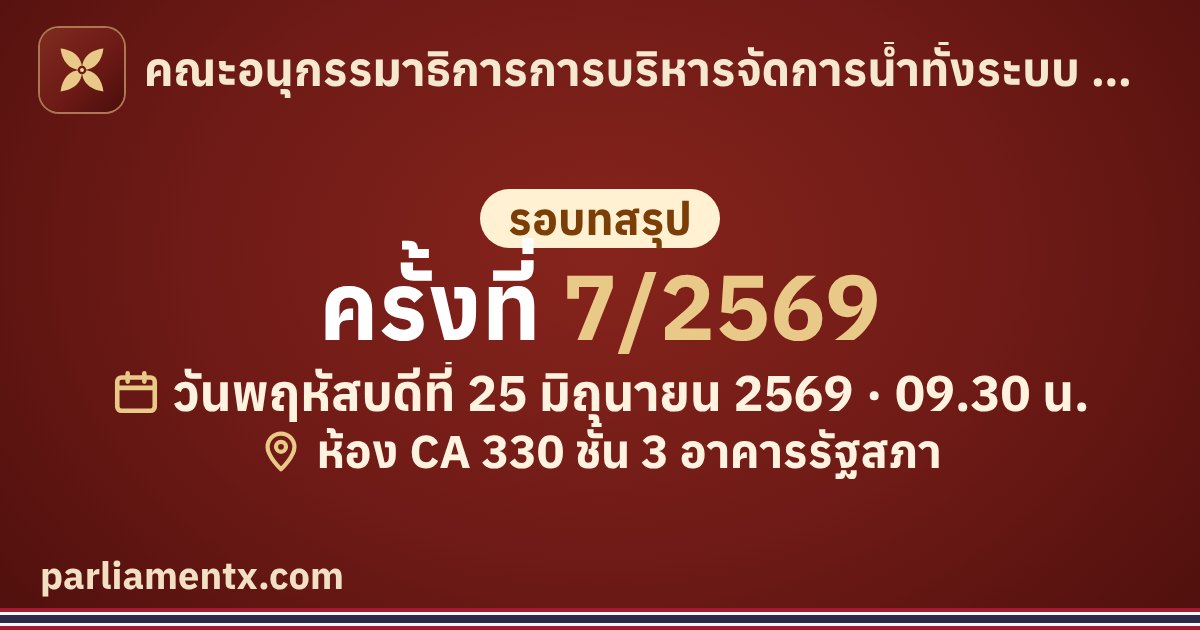 คณะอนุกรรมาธิการการบริหารจัดการน้ำทั้งระบบ ...
รอบทสรุป
ครั้งที่ 7/2569
วันพฤหัสบดีที่ 25 มิถุนายน 2569 · 09.30 น.
ห้อง CA 330 ชั้น 3 อาคารรัฐสภา
parliamentx.com